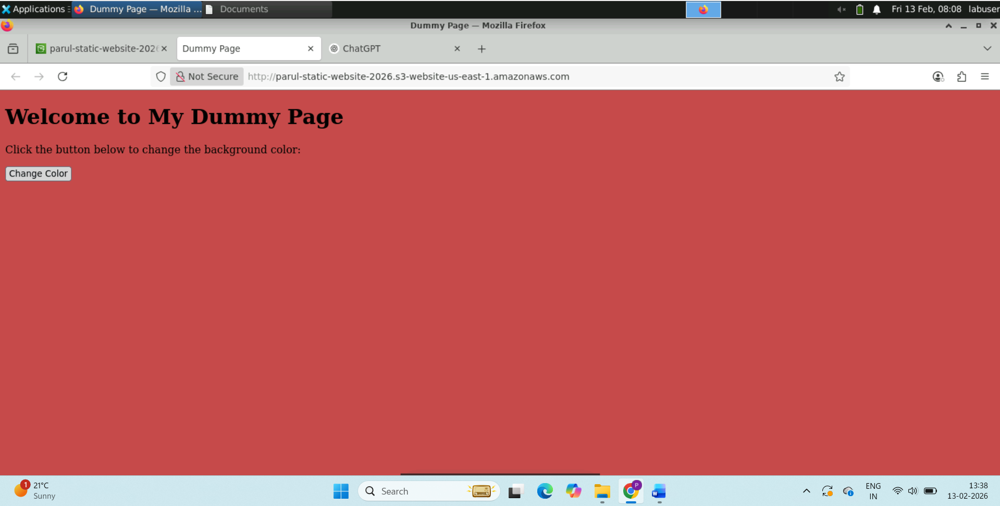 Applications
Dummy Page — Mozilla ...
Documents
Fri 13 Feb, 08:08
labuser
Dummy Page — Mozilla Firefox
parul-static-website-2026
Dummy Page
ChatGPT
Not Secure
http://parul-static-website-2026.s3-website-us-east-1.amazonaws.com
Welcome to My Dummy Page
Click the button below to change the background color:
Change Color
1
21°C
Sunny
Search
P
W
ENG
IN
13:38
13-02-2026